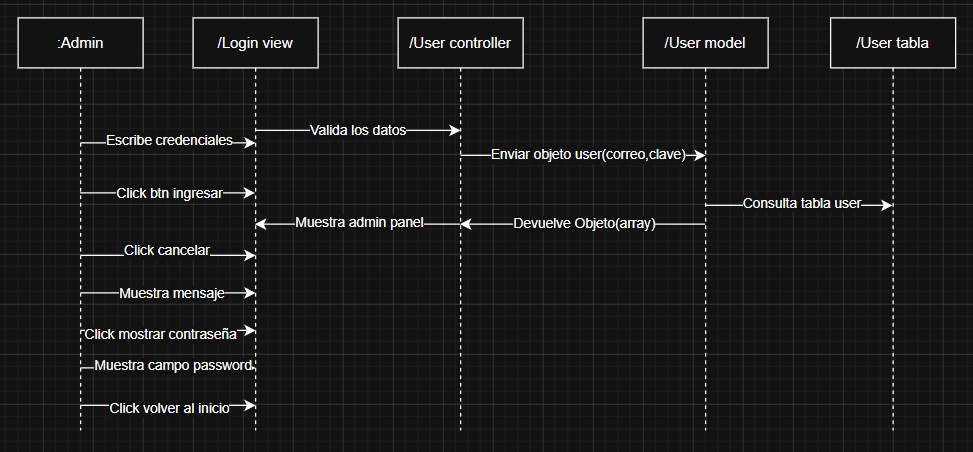 :Admin
/Login view
/User controller
/User model
/User tabla
Valida los datos
Escribe credenciales
Enviar objeto user(correo,clave)
Click btn ingresar
Consulta tabla user
Muestra admin panel
Devuelve Objeto(array)
Click cancelar
Muestra mensaje
Click mostrar contraseña
Muestra campo password
Click volver al inicio